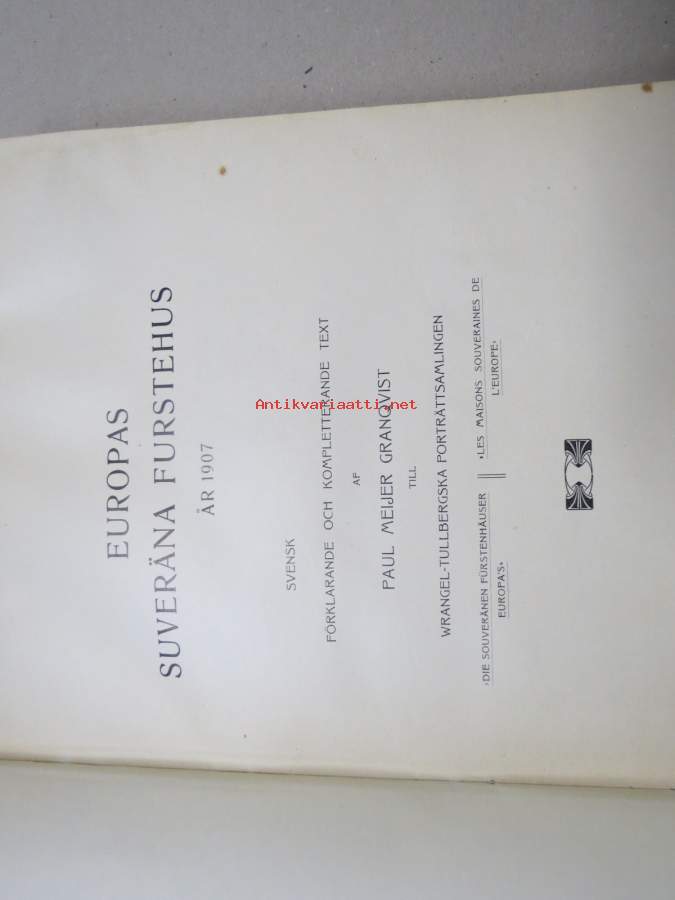 EUROPAS
SUVERÄNA FURSTEHUS
ÅR 1907
SVENSK
FÖRKLARANDE OCH KOMPLETTERANDE TEXT
AF
PAUL MEIJER GRANQVIST
TILL
WRANGEL-TULLBERGSKA PORTRÄTTSAMLINGEN
›DIE SOUVERÄNEN FÜRSTENHÄUSER
EUROPA'S›
›LES MAISONS SOUVERAINES DE
L'EUROPE›
Antikvariaatti.net